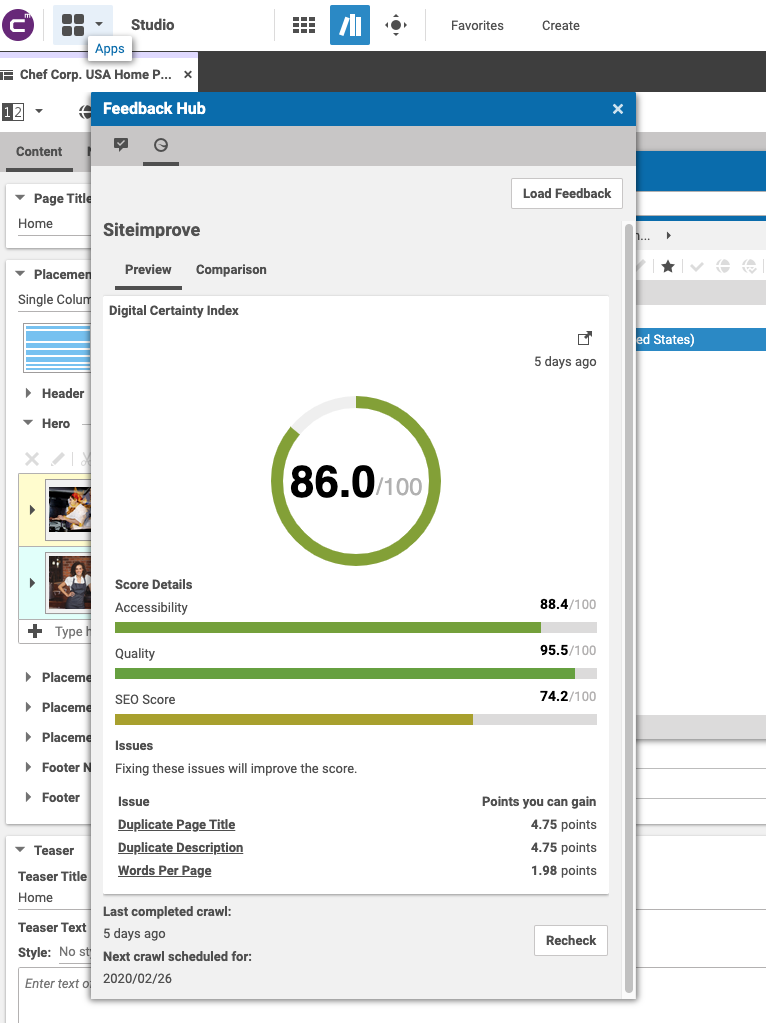 Studio
Favorites
Create
Apps
Chef Corp. USA Home P...
12
Feedback Hub
Content
Load Feedback
Page Title
Home
Siteimprove
Preview
Comparison
Single Column
Digital Certainty Index
5 days ago
ed States)
Header
Hero
86.0/100
Score Details
Accessibility
88.4/100
Quality
95.5/100
SEO Score
74.2/100
Type h
Issues
Fixing these issues will improve the score.
Issue
Points you can gain
Duplicate Page Title
4.75 points
Duplicate Description
4.75 points
Words Per Page
1.98 points
Placeme
Placeme
Placeme
Footer N
Footer
Teaser
Teaser Title
Home
Teaser Text
Style: No sty
Enter text o
Last completed crawl:
5 days ago
Next crawl scheduled for:
2020/02/26
Recheck